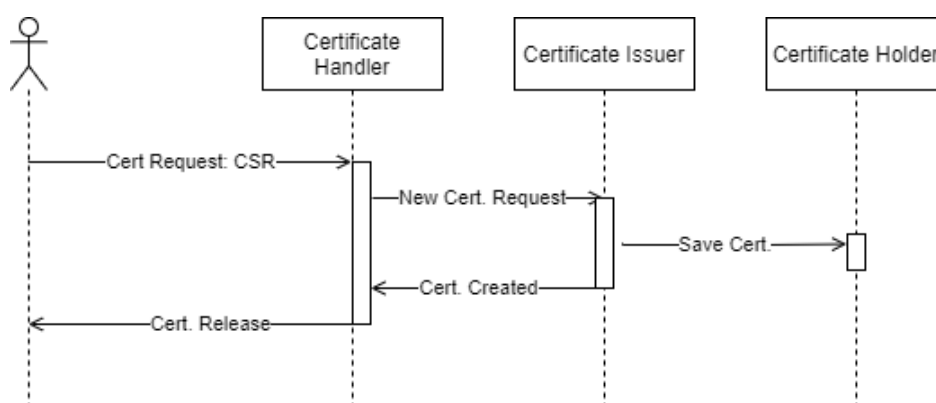 Certificate
Handler
Certificate Issuer
Certificate Holder
Cert Request: CSR
New Cert. Request
Save Cert.
Cert. Created
Cert. Release